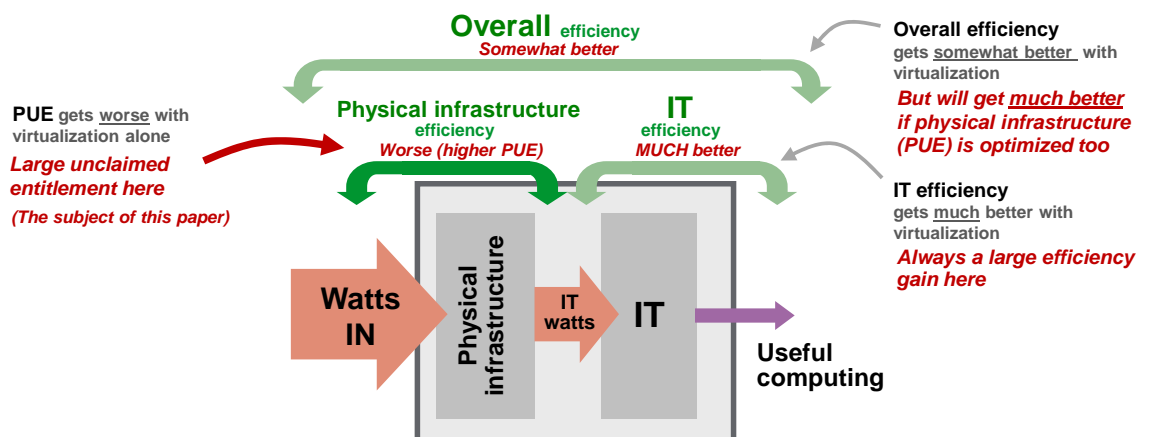 Overall efficiency
Somewhat better
Overall efficiency
gets somewhat better with
virtualization
But will get much better
if physical infrastructure
(PUE) is optimized too
PUE gets worse with
virtualization alone
Large unclaimed
entitlement here
(The subject of this paper)
Physical infrastructure
efficiency
Worse (higher PUE)
IT
efficiency
MUCH better
IT efficiency
gets much better with
virtualization
Always a large efficiency
gain here
Watts
IN
Physical
infrastructure
IT
watts
IT
Useful
computing